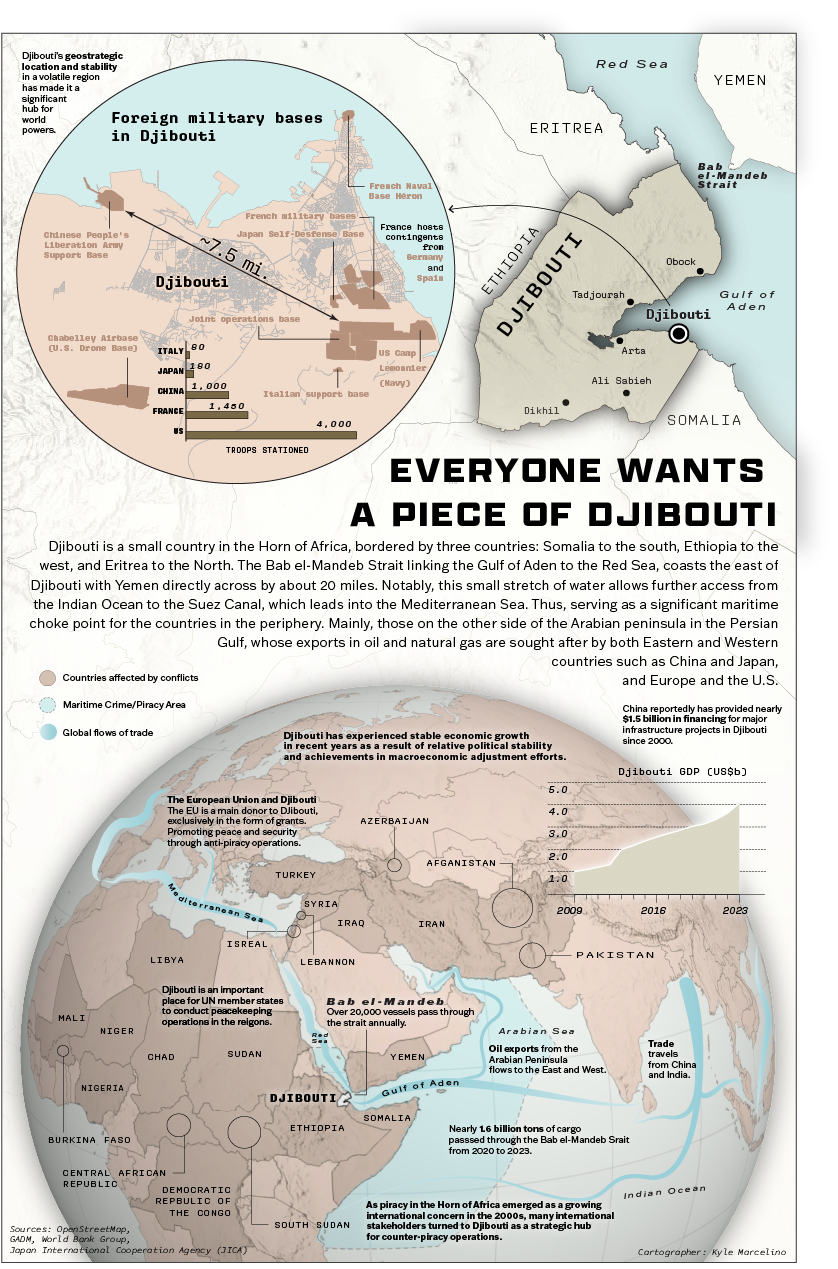 Djibouti's geostrategic
location and stability
in a volatile region
has made it a
significant
hub for
world
powers.
Foreign military bases
in Djibouti
Red Sea
YEMEN
ERITREA
Bab
el-Mandeb
Strait
French Naval
Base Héron
French military bases
Japan Self-Desfense Base
France hosts
contingents
from
Germany
and
Spain
Chinese People's
Liberation Army
Support Base
~7.5 mi.
Djibouti
ETHIOPIA
DJIBOUTI
Obock
Tadjourah
Gulf of
Aden
Djibouti
Arta
Ali Sabieh
Dikhil
SOMALIA
Joint operations base
Chabelley Airbase
(U.S. Drone Base)
US Camp
Lemonnier
(Navy)
Italian support base
ITALY 80
JAPAN 180
CHINA 1,000
FRANCE 1,450
US 4,000
TROOPS STATIONED
EVERYONE WANTS
A PIECE OF DJIBOUTI
Djibouti is a small country in the Horn of Africa, bordered by three countries: Somalia to the south, Ethiopia to the
west, and Eritrea to the North. The Bab el-Mandeb Strait linking the Gulf of Aden to the Red Sea, coasts the east of
Djibouti with Yemen directly across by about 20 miles. Notably, this small stretch of water allows further access from
the Indian Ocean to the Suez Canal, which leads into the Mediterranean Sea. Thus, serving as a significant maritime
choke point for the countries in the periphery. Mainly, those on the other side of the Arabian peninsula in the Persian
Gulf, whose exports in oil and natural gas are sought after by both Eastern and Western
countries such as China and Japan,
and Europe and the U.S.
Countries affected by conflicts
Maritime Crime/Piracy Area
Global flows of trade
China reportedly has provided nearly
$1.5 billion in financing for major
infrastructure projects in Djibouti
since 2000.
Djibouti has experienced stable economic growth
in recent years as a result of relative political stability
and achievements in macroeconomic adjustment efforts.
Djibouti GDP (US$b)
5.0
4.0
3.0
2.0
1.0
2009 2016 2023
The European Union and Djibouti
The EU is a main donor to Djibouti,
exclusively in the form of grants.
Promoting peace and security
through anti-piracy operations.
AZERBAIJAN
AFGANISTAN
TURKEY
Mediterranean Sea
SYRIA
IRAQ
IRAN
ISREAL
LEBANNON
PAKISTAN
LIBYA
Djibouti is an important
place for UN member states
to conduct peacekeeping
operations in the reigons.
Bab el-Mandeb
Over 20,000 vessels pass through
the strait annually.
MALI
NIGER
CHAD
SUDAN
Red
Sea
YEMEN
Arabian Sea
Oil exports from the
Arabian Peninsula
flows to the East and West.
Trade
travels
from China
and India.
NIGERIA
DJIBOUTI
Gulf of Aden
SOMALIA
ETHIOPIA
BURKINA FASO
Nearly 1.6 billion tons of cargo
passsed through the Bab el-Mandeb Srait
from 2020 to 2023.
CENTRAL AFRICAN
REPUBLIC
DEMOCRATIC
REPBULIC OF
THE CONGO
SOUTH SUDAN
Indian Ocean
As piracy in the Horn of Africa emerged as a growing
international concern in the 2000s, many international
stakeholders turned to Djibouti as a strategic hub
for counter-piracy operations.
Sources: OpenStreetMap,
GADM, World Bank Group,
Japan International Cooperation Agency (JICA)
Cartographer: Kyle Marcelino